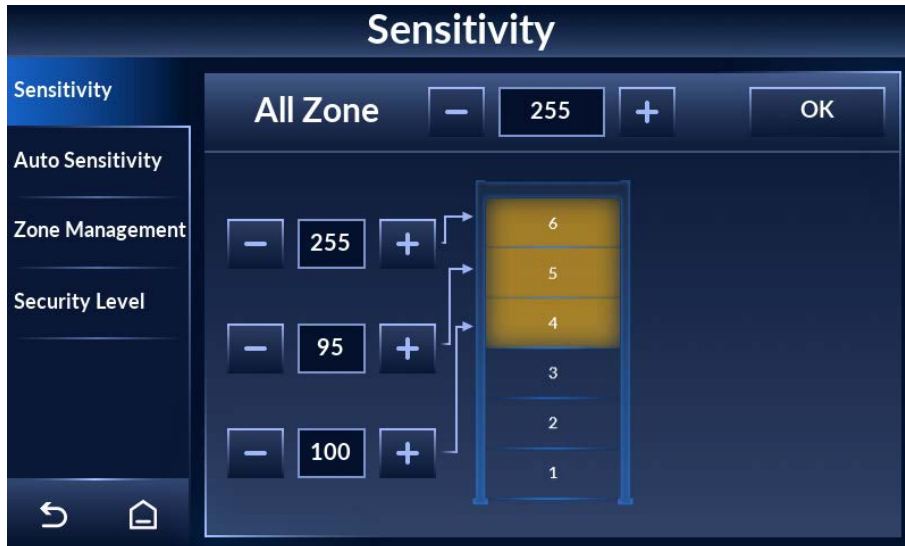 Sensitivity
Sensitivity
Auto Sensitivity
Zone Management
Security Level
All Zone − 255 + OK
− 255 +
− 95 +
− 100 +
6
5
4
3
2
1